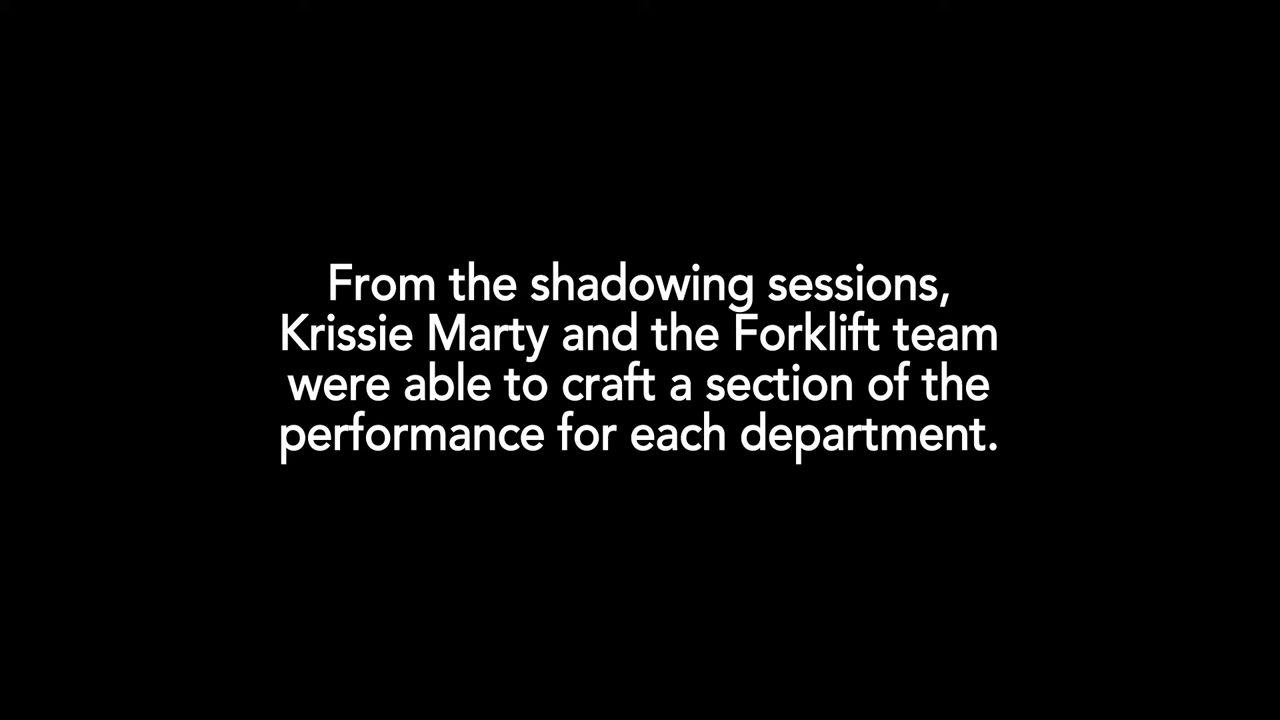 From the shadowing sessions,
Krissie Marty and the Forklift team
were able to craft a section of the
performance for each department.